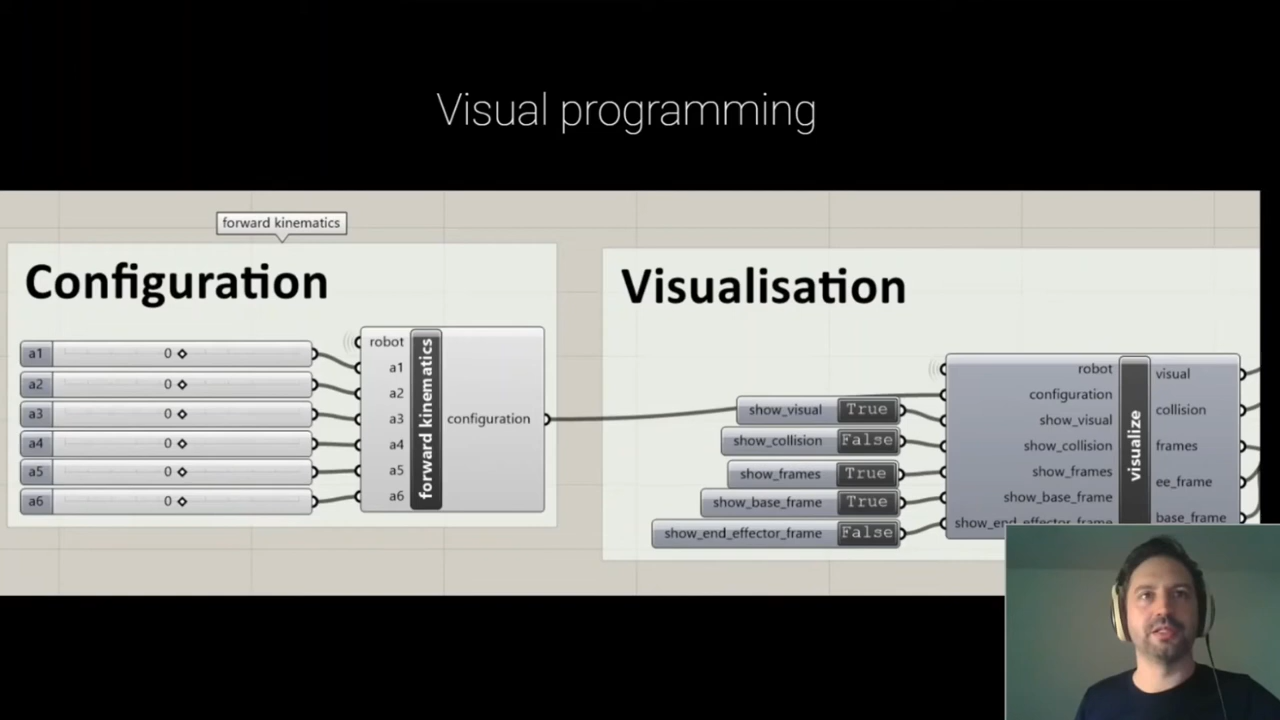 Visual programming
forward kinematics
Configuration
a1 0
a2 0
a3 0
a4 0
a5 0
a6 0
robot
a1
a2
a3
a4
a5
a6
forward kinematics
configuration
Visualisation
show_visual True
show_collision False
show_frames True
show_base_frame True
show_end_effector_frame False
robot
configuration
show_visual
show_collision
show_frames
show_base_frame
show_end_effector_frame
visualize
visual
collision
frames
ee_frame
base_frame